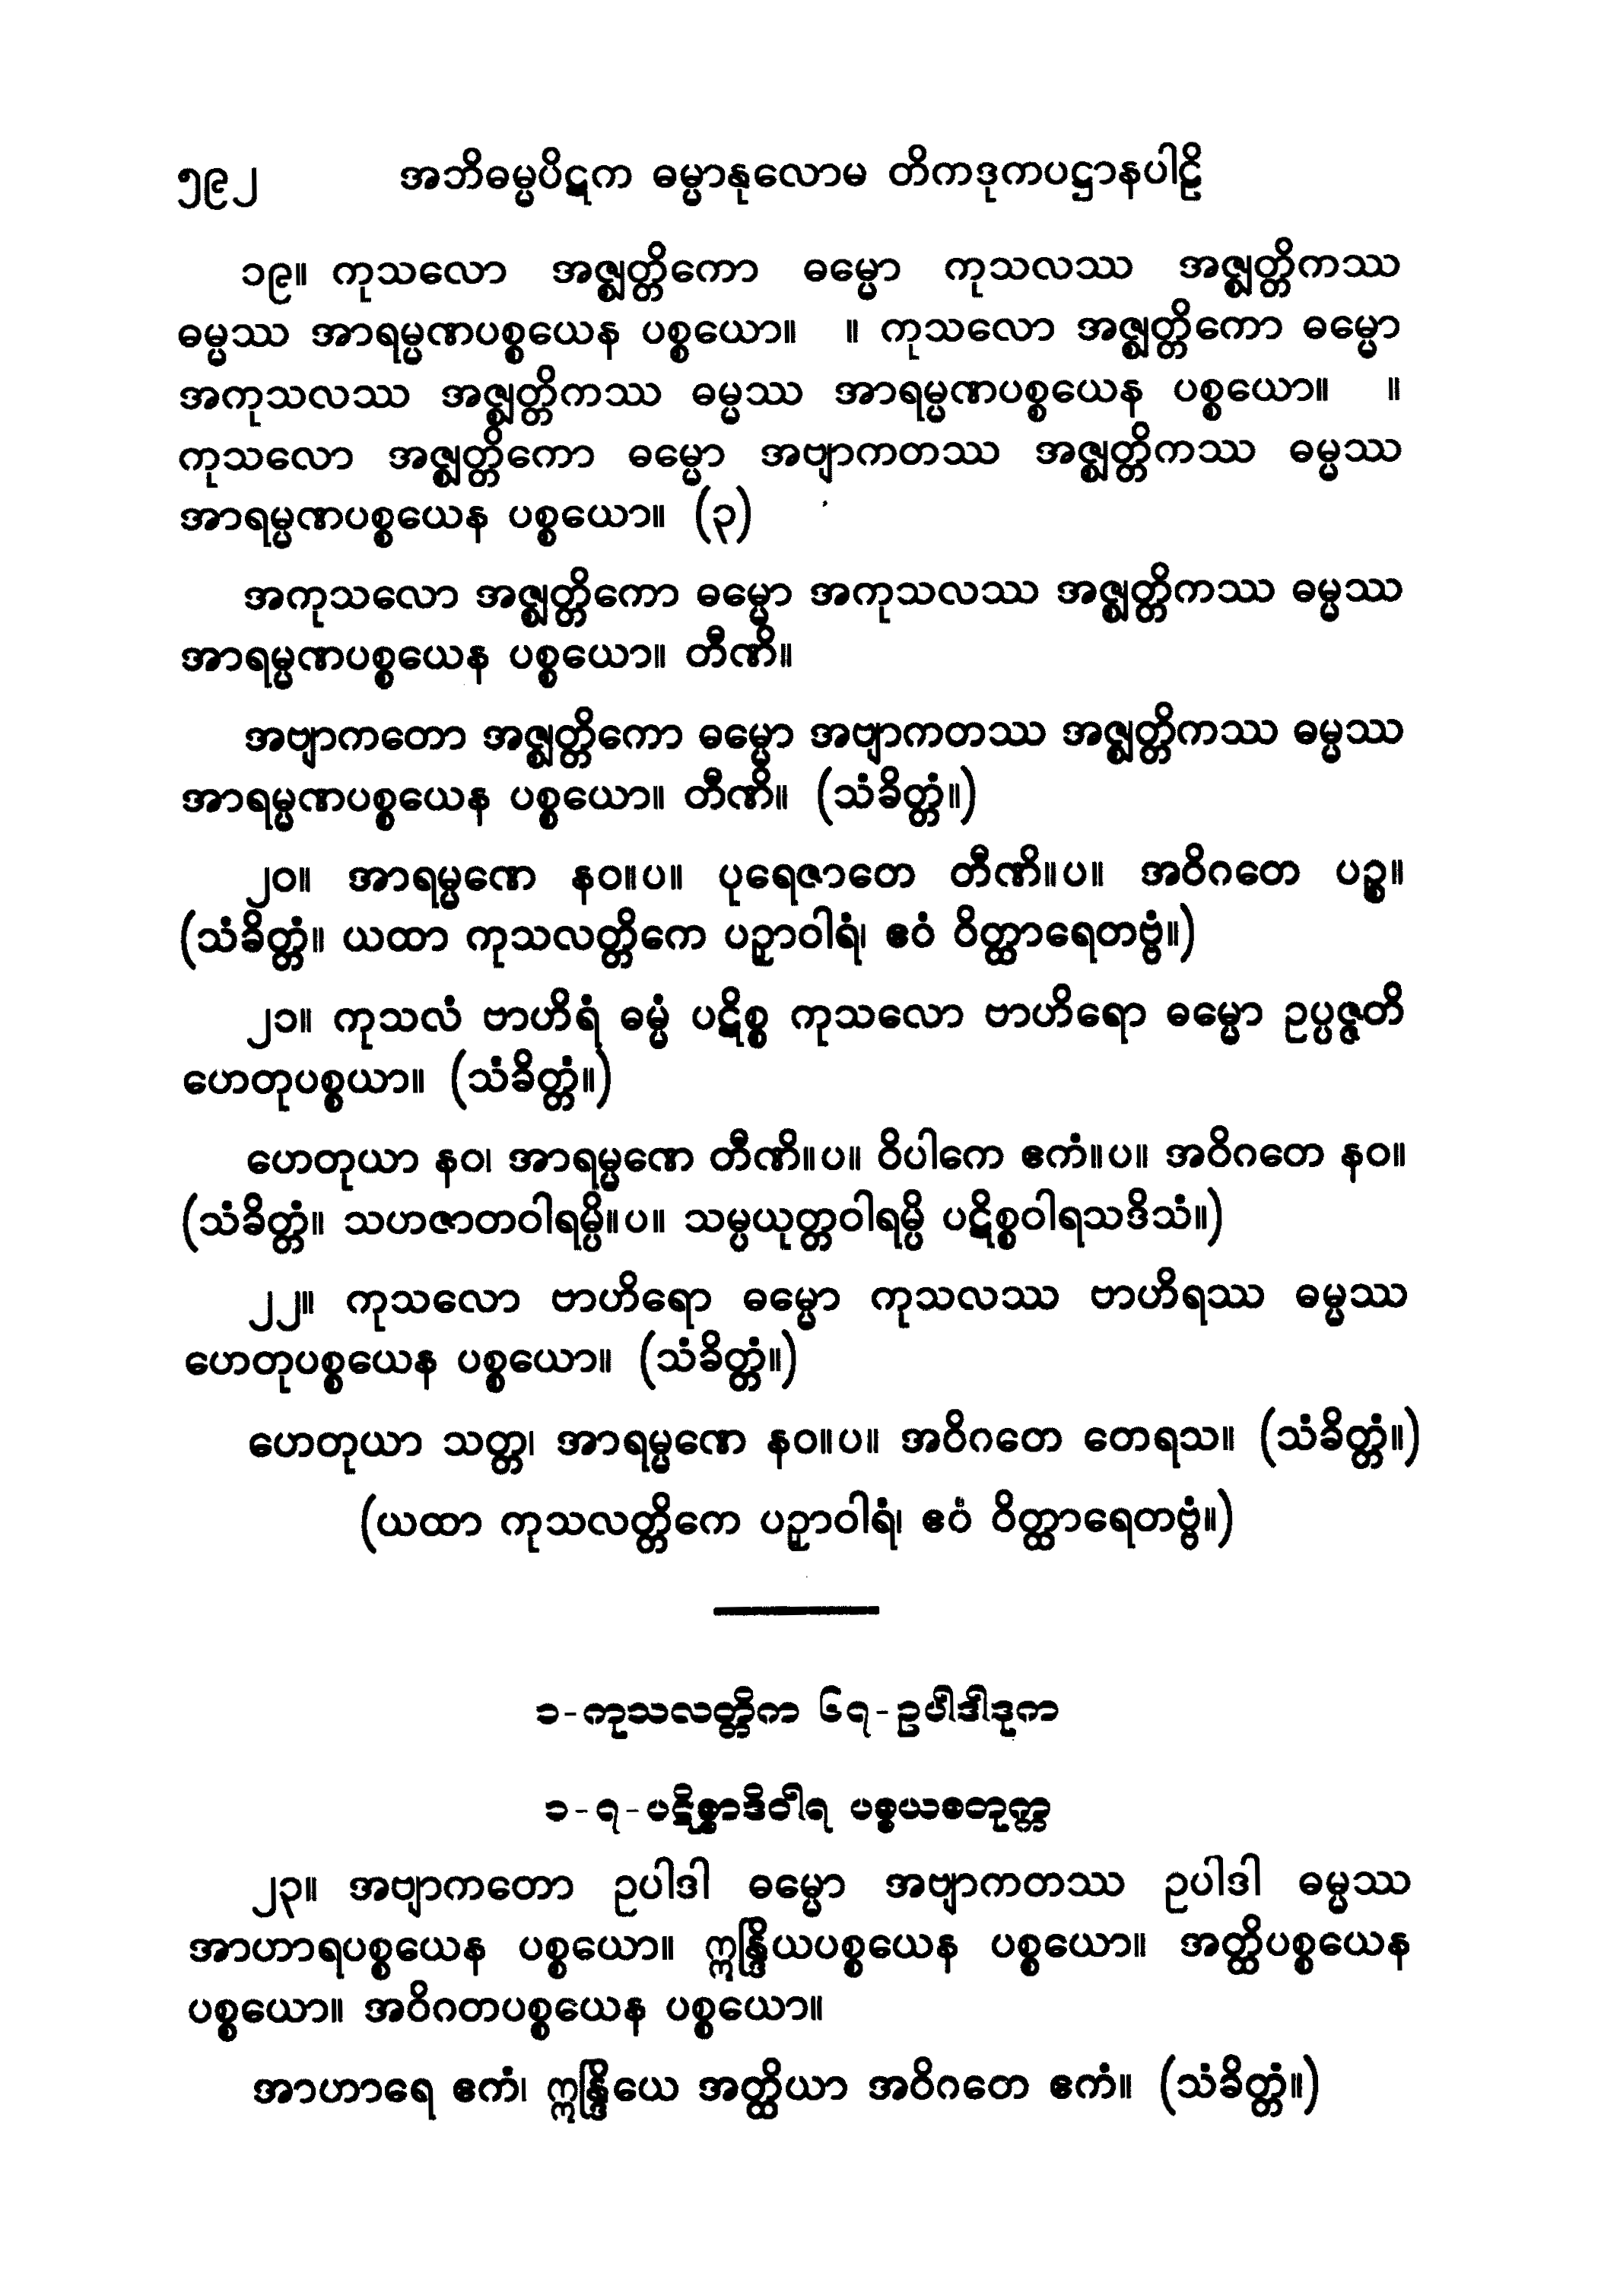 ၅၉၂ အဘိဓမ္မပိဋက ဓမ္မာနုလောမ တိကဒုကပဋ္ဌာနပါဠိ
၁၉။ ကုသလော အဇ္ဈတ္တိကော ဓမ္မော ကုသလဿ အဇ္ဈတ္တိကဿ
ဓမ္မဿ အာရမ္မဏပစ္စယေန ပစ္စယော။ ။ ကုသလော အဇ္ဈတ္တိကော ဓမ္မော
အကုသလဿ အဇ္ဈတ္တိကဿ ဓမ္မဿ အာရမ္မဏပစ္စယေန ပစ္စယော။ ။
ကုသလော အဇ္ဈတ္တိကော ဓမ္မော အဗျာကတဿ အဇ္ဈတ္တိကဿ ဓမ္မဿ
အာရမ္မဏပစ္စယေန ပစ္စယော။ (၃)
အကုသလော အဇ္ဈတ္တိကော ဓမ္မော အကုသလဿ အဇ္ဈတ္တိကဿ ဓမ္မဿ
အာရမ္မဏပစ္စယေန ပစ္စယော။ တီဏိ။
အဗျာကတော အဇ္ဈတ္တိကော ဓမ္မော အဗျာကတဿ အဇ္ဈတ္တိကဿ ဓမ္မဿ
အာရမ္မဏပစ္စယေန ပစ္စယော။ တီဏိ။ (သံခိတ္တံ။)
၂၀။ အာရမ္မဏေ နဝ။ပ။ ပုရေဇာတေ တီဏိ။ပ။ အဝိဂတေ ပဉ္စ။
(သံခိတ္တံ။ ယထာ ကုသလတ္တိကေ ပဉှာဝါရံ၊ ဧဝံ ဝိတ္ထာရေတဗ္ဗံ။)
၂၁။ ကုသလံ ဗာဟိရံ ဓမ္မံ ပဋိစ္စ ကုသလော ဗာဟိရော ဓမ္မော ဥပ္ပဇ္ဇတိ
ဟေတုပစ္စယာ။ (သံခိတ္တံ။)
ဟေတုယာ နဝ၊ အာရမ္မဏေ တီဏိ။ပ။ ဝိပါကေ ဧကံ။ပ။ အဝိဂတေ နဝ။
(သံခိတ္တံ။ သဟဇာတဝါရမ္ပိ။ပ။ သမ္ပယုတ္တဝါရမ္ပိ ပဋိစ္စဝါရသဒိသံ။)
၂၂။ ကုသလော ဗာဟိရော ဓမ္မော ကုသလဿ ဗာဟိရဿ ဓမ္မဿ
ဟေတုပစ္စယေန ပစ္စယော။ (သံခိတ္တံ။)
ဟေတုယာ သတ္တ၊ အာရမ္မဏေ နဝ။ပ။ အဝိဂတေ တေရသ။ (သံခိတ္တံ။)
(ယထာ ကုသလတ္တိကေ ပဉှာဝါရံ၊ ဧဝံ ဝိတ္ထာရေတဗ္ဗံ။)
၁-ကုသလတ္တိက ၆၇-ဥပါဒါဒုက
၁-၇-ပဋိစ္စာဒိဝါရ ပစ္စယစတုက္က
၂၃။ အဗျာကတော ဥပါဒါ ဓမ္မော အဗျာကတဿ ဥပါဒါ ဓမ္မဿ
အာဟာရပစ္စယေန ပစ္စယော။ ဣန္ဒြိယပစ္စယေန ပစ္စယော။ အတ္ထိပစ္စယေန
ပစ္စယော။ အဝိဂတပစ္စယေန ပစ္စယော။
အာဟာရေ ဧကံ၊ ဣန္ဒြိယေ အတ္ထိယာ အဝိဂတေ ဧကံ။ (သံခိတ္တံ။)